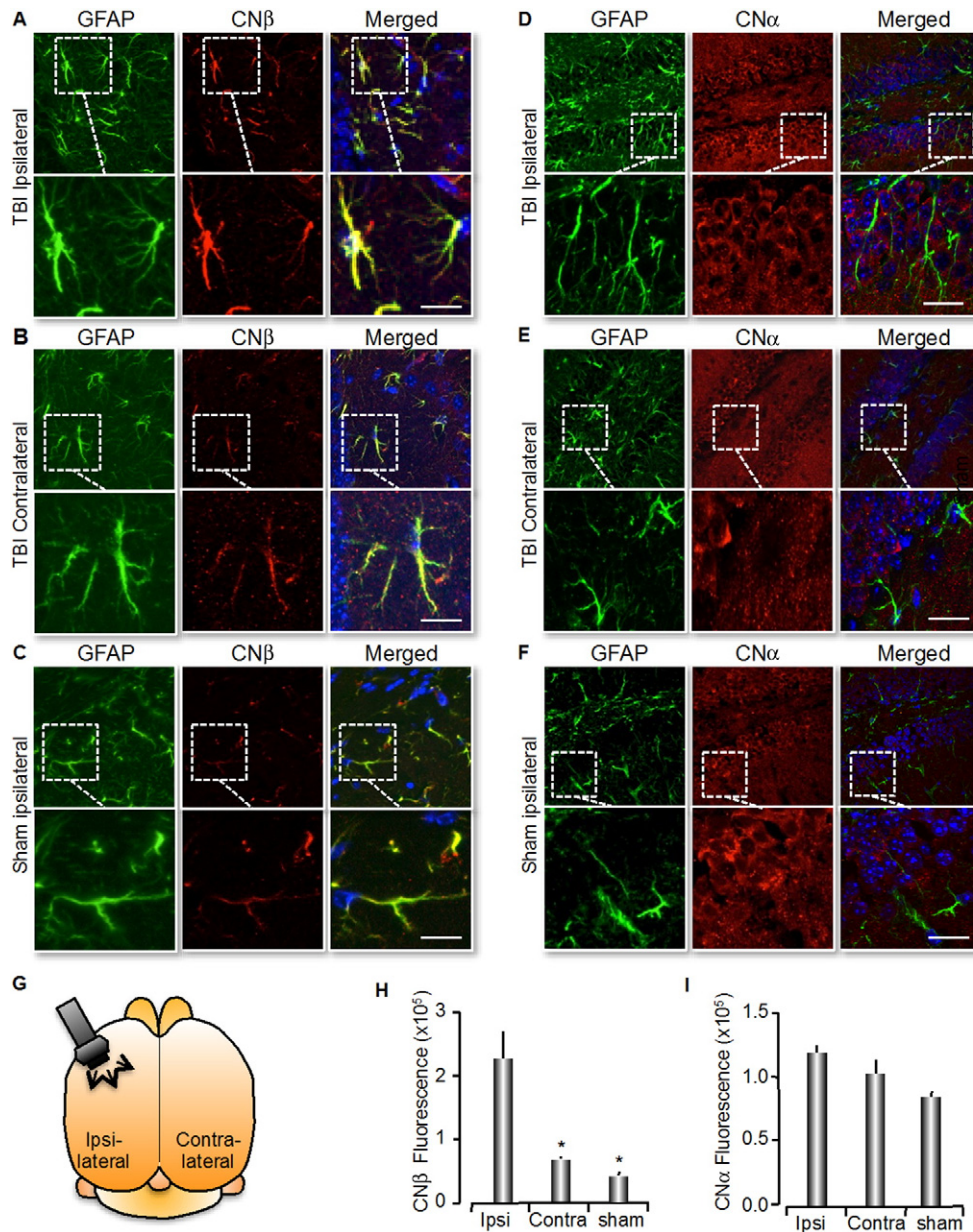 A GFAP CNβ Merged
TBI Ipsilateral
B GFAP CNβ Merged
TBI Contralateral
C GFAP CNβ Merged
Sham ipsilateral
D GFAP CNα Merged
TBI Ipsilateral
E GFAP CNα Merged
TBI Contralateral
F GFAP CNα Merged
Sham ipsilateral
G
Ipsi-
lateral
Contra-
lateral
H
CNβ Fluorescence (x10⁵)
3
2
1
0
* *
Ipsi Contra sham
I
CNα Fluorescence (x10⁵)
1.5
1.0
0.5
0.0
Ipsi Contra sham